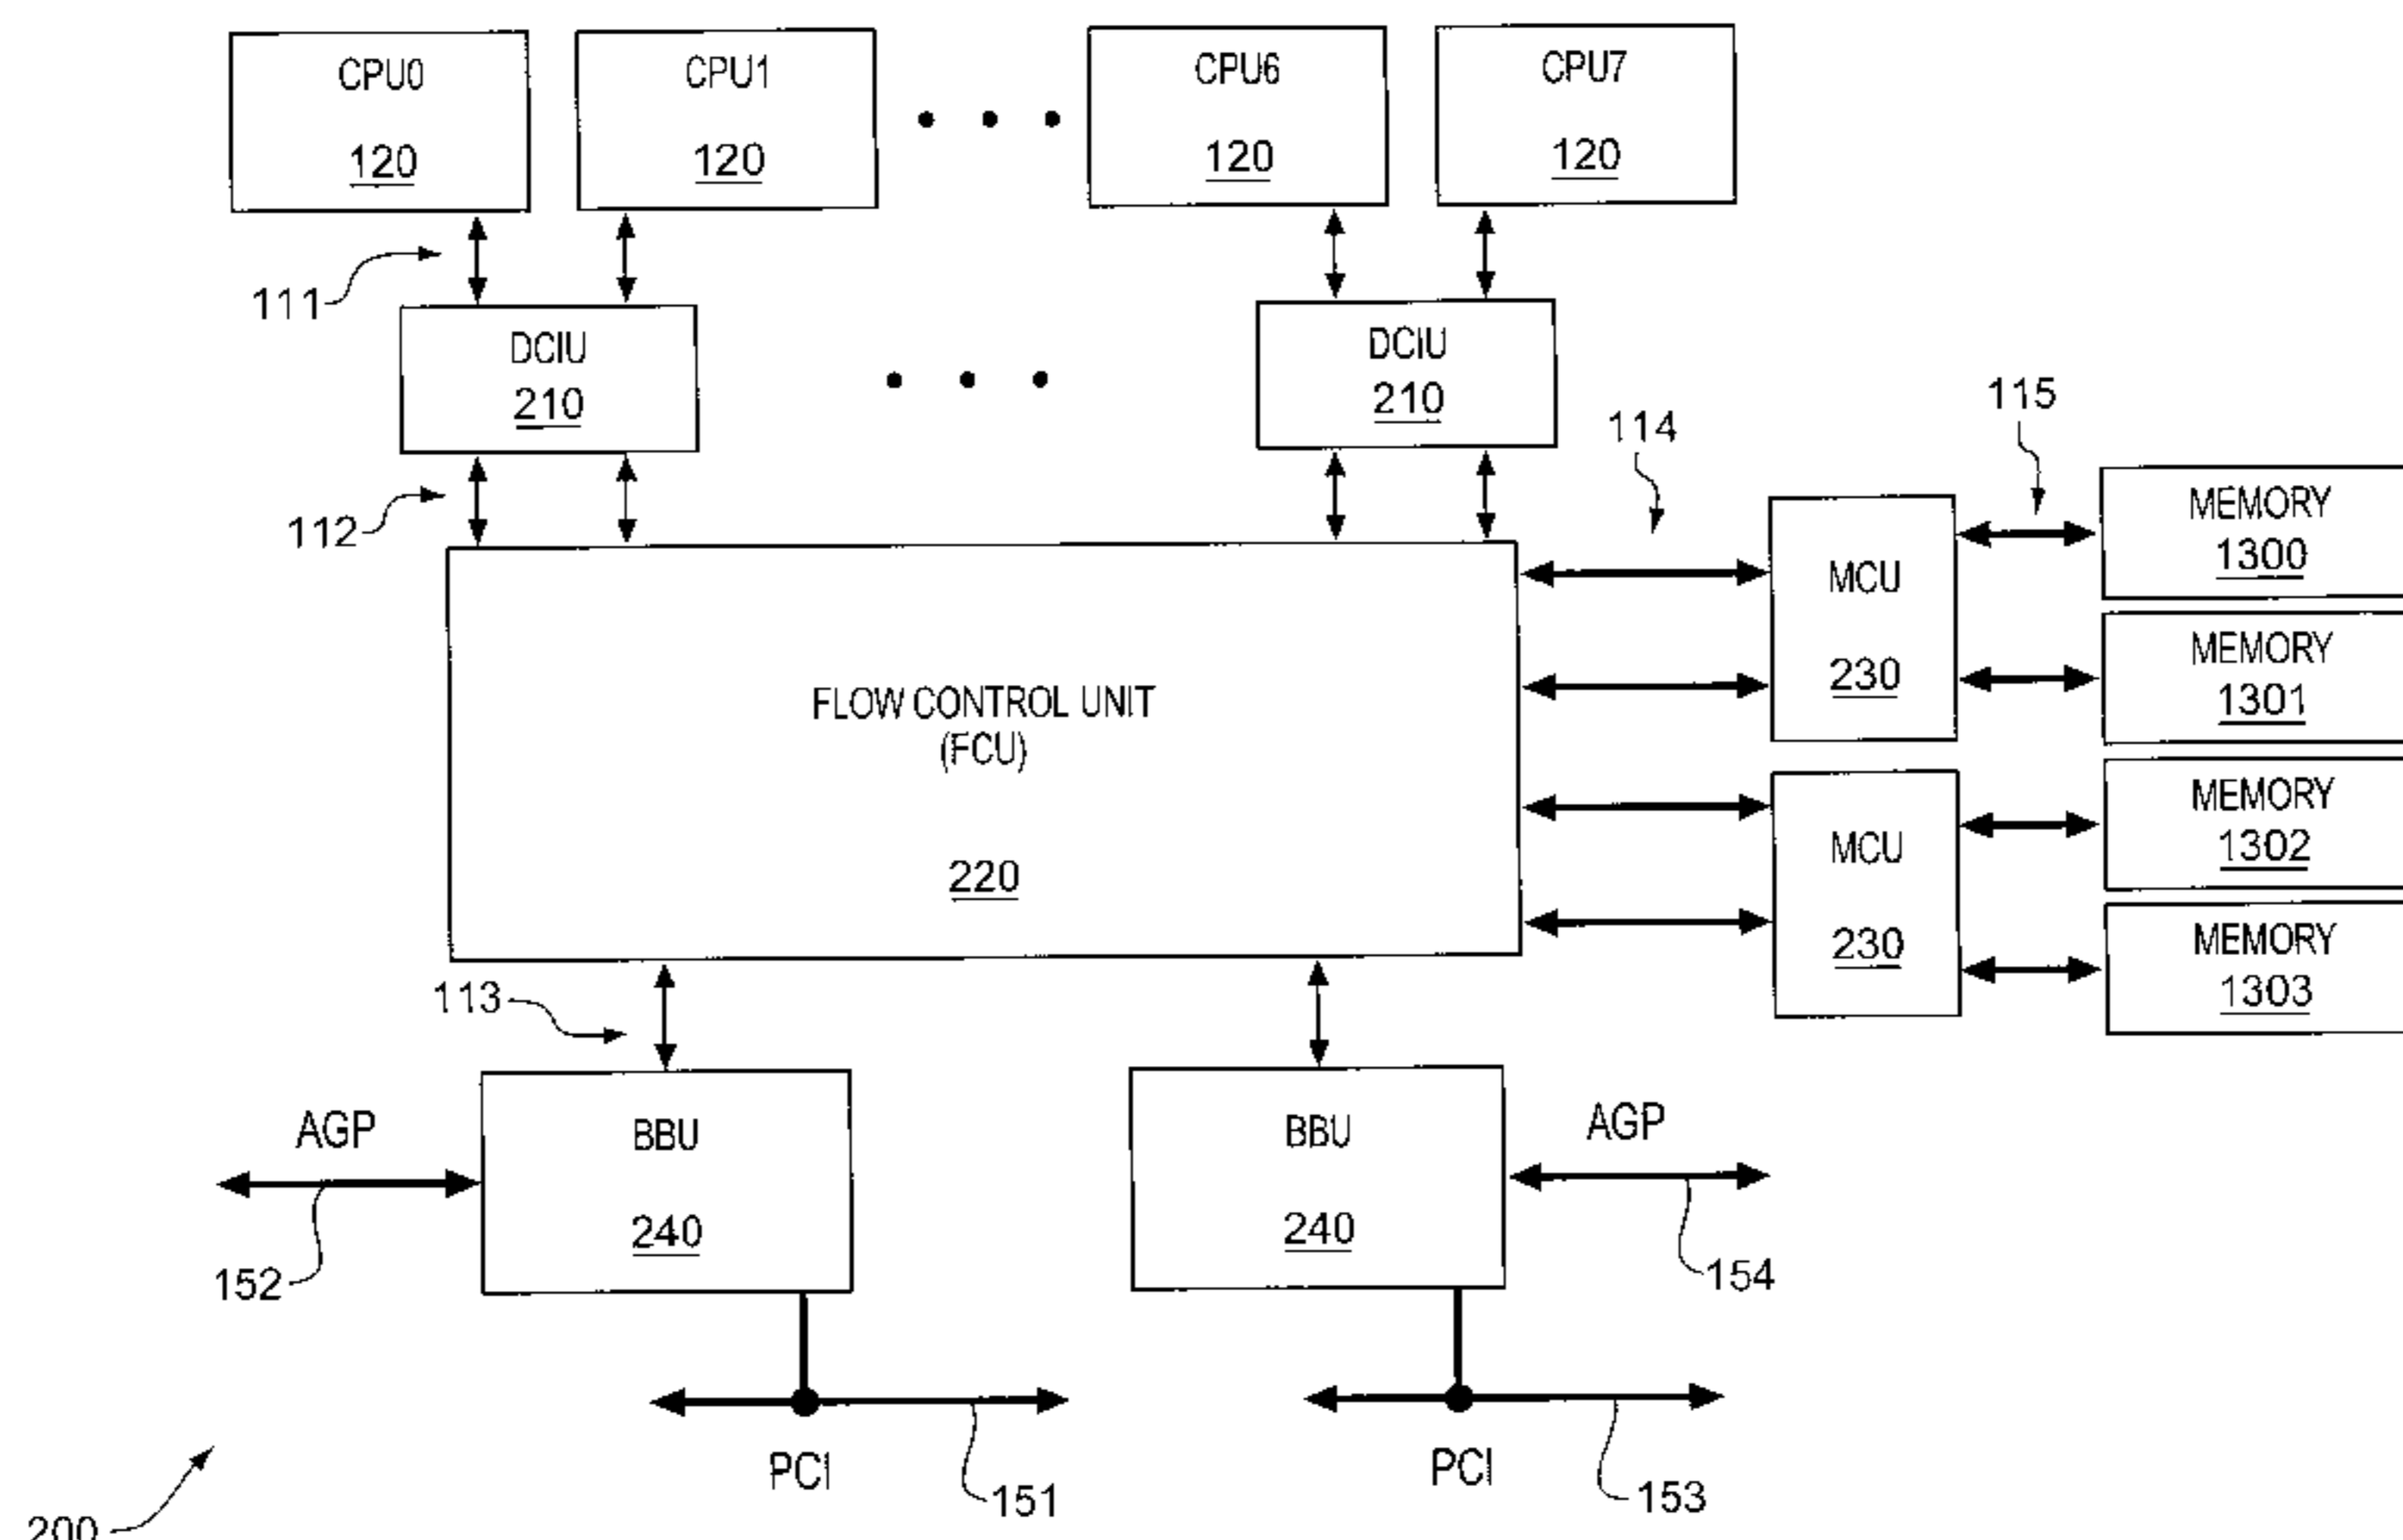 CPU0
120
CPU1
120
CPU6
120
CPU7
120
111
DCIU
210
DCIU
210
112
114
115
MCU
230
MEMORY
1300
MEMORY
1301
FLOW CONTROL UNIT
(FCU)
220
MCU
230
MEMORY
1302
MEMORY
1303
113
AGP
152
BBU
240
BBU
240
AGP
154
PCI
151
PCI
153
200